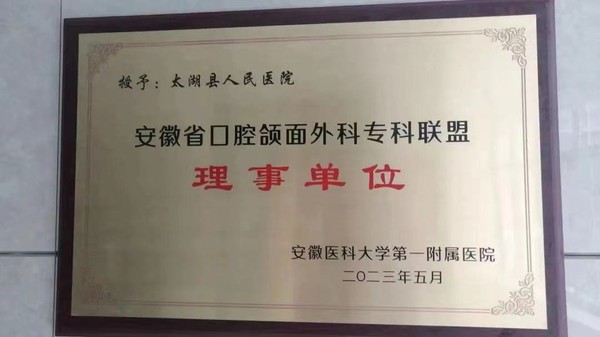 授予：太湖县人民医院
安徽省口腔颌面外科专科联盟
理事单位
安徽医科大学第一附属医院
二〇二三年五月